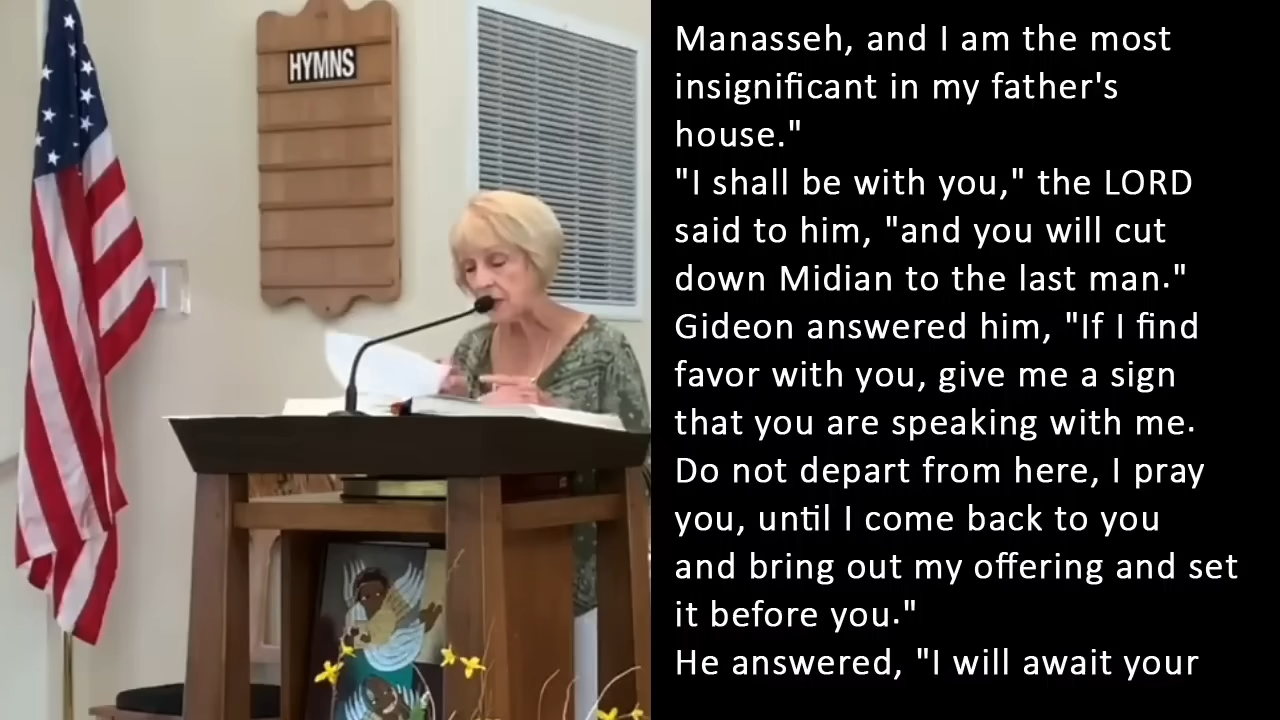 HYMNS
Manasseh, and I am the most
insignificant in my father's
house."
"I shall be with you," the LORD
said to him, "and you will cut
down Midian to the last man."
Gideon answered him, "If I find
favor with you, give me a sign
that you are speaking with me.
Do not depart from here, I pray
you, until I come back to you
and bring out my offering and set
it before you."
He answered, "I will await your